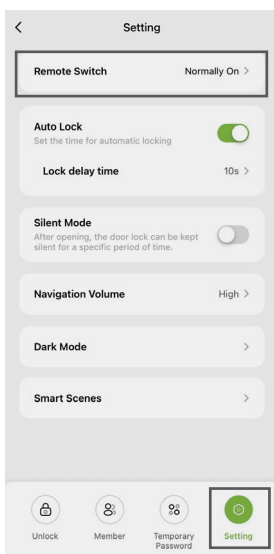 Setting
Remote Switch Normally On
Auto Lock
Set the time for automatic locking
Lock delay time 10s
Silent Mode
After opening, the door lock can be kept
silent for a specific period of time.
Navigation Volume High
Dark Mode
Smart Scenes
Unlock Member Temporary Setting
Password